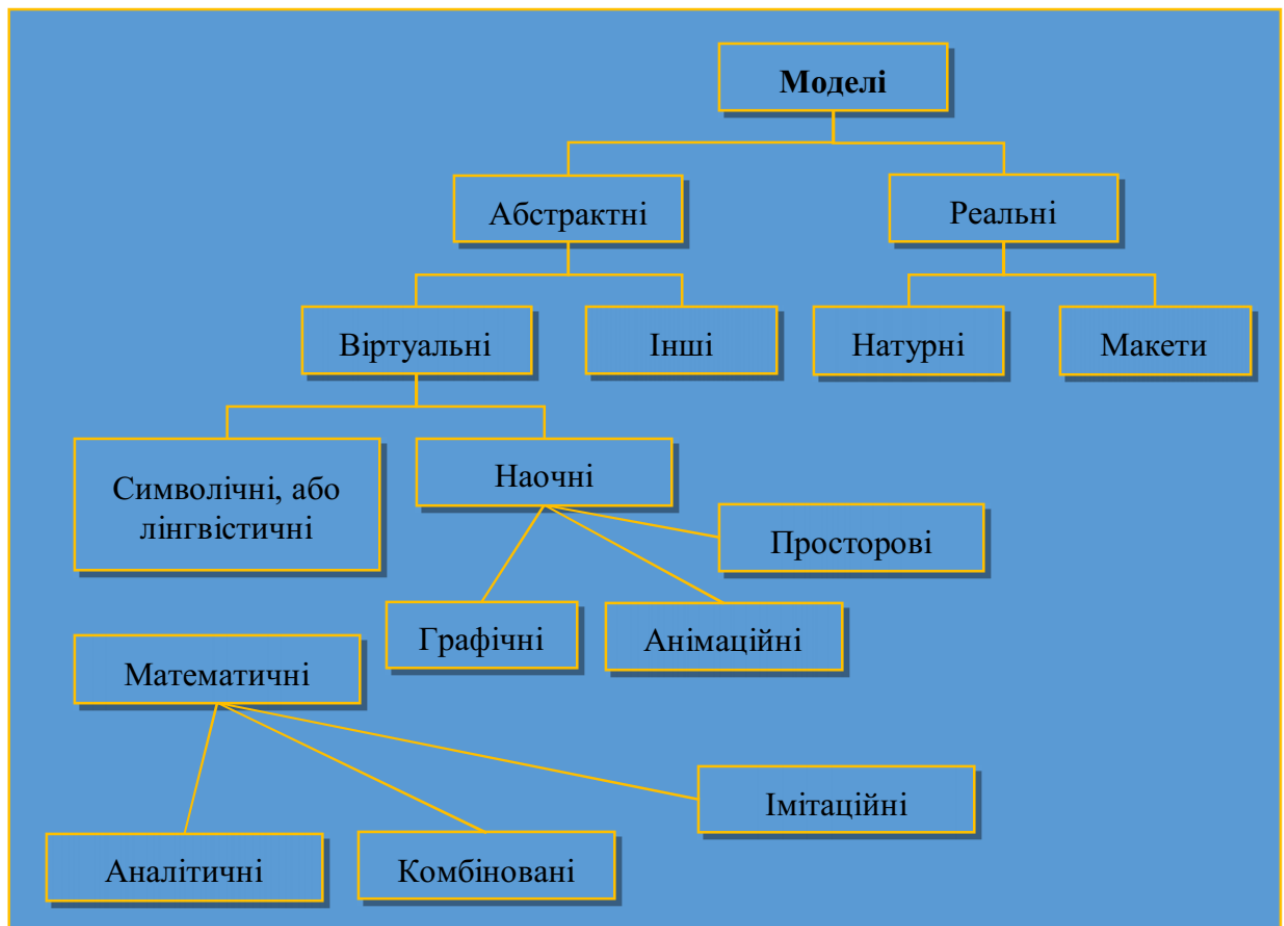 Моделі
Абстрактні
Реальні
Віртуальні
Інші
Натурні
Макети
Символічні, або
лінгвістичні
Наочні
Просторові
Графічні
Анімаційні
Математичні
Імітаційні
Аналітичні
Комбіновані